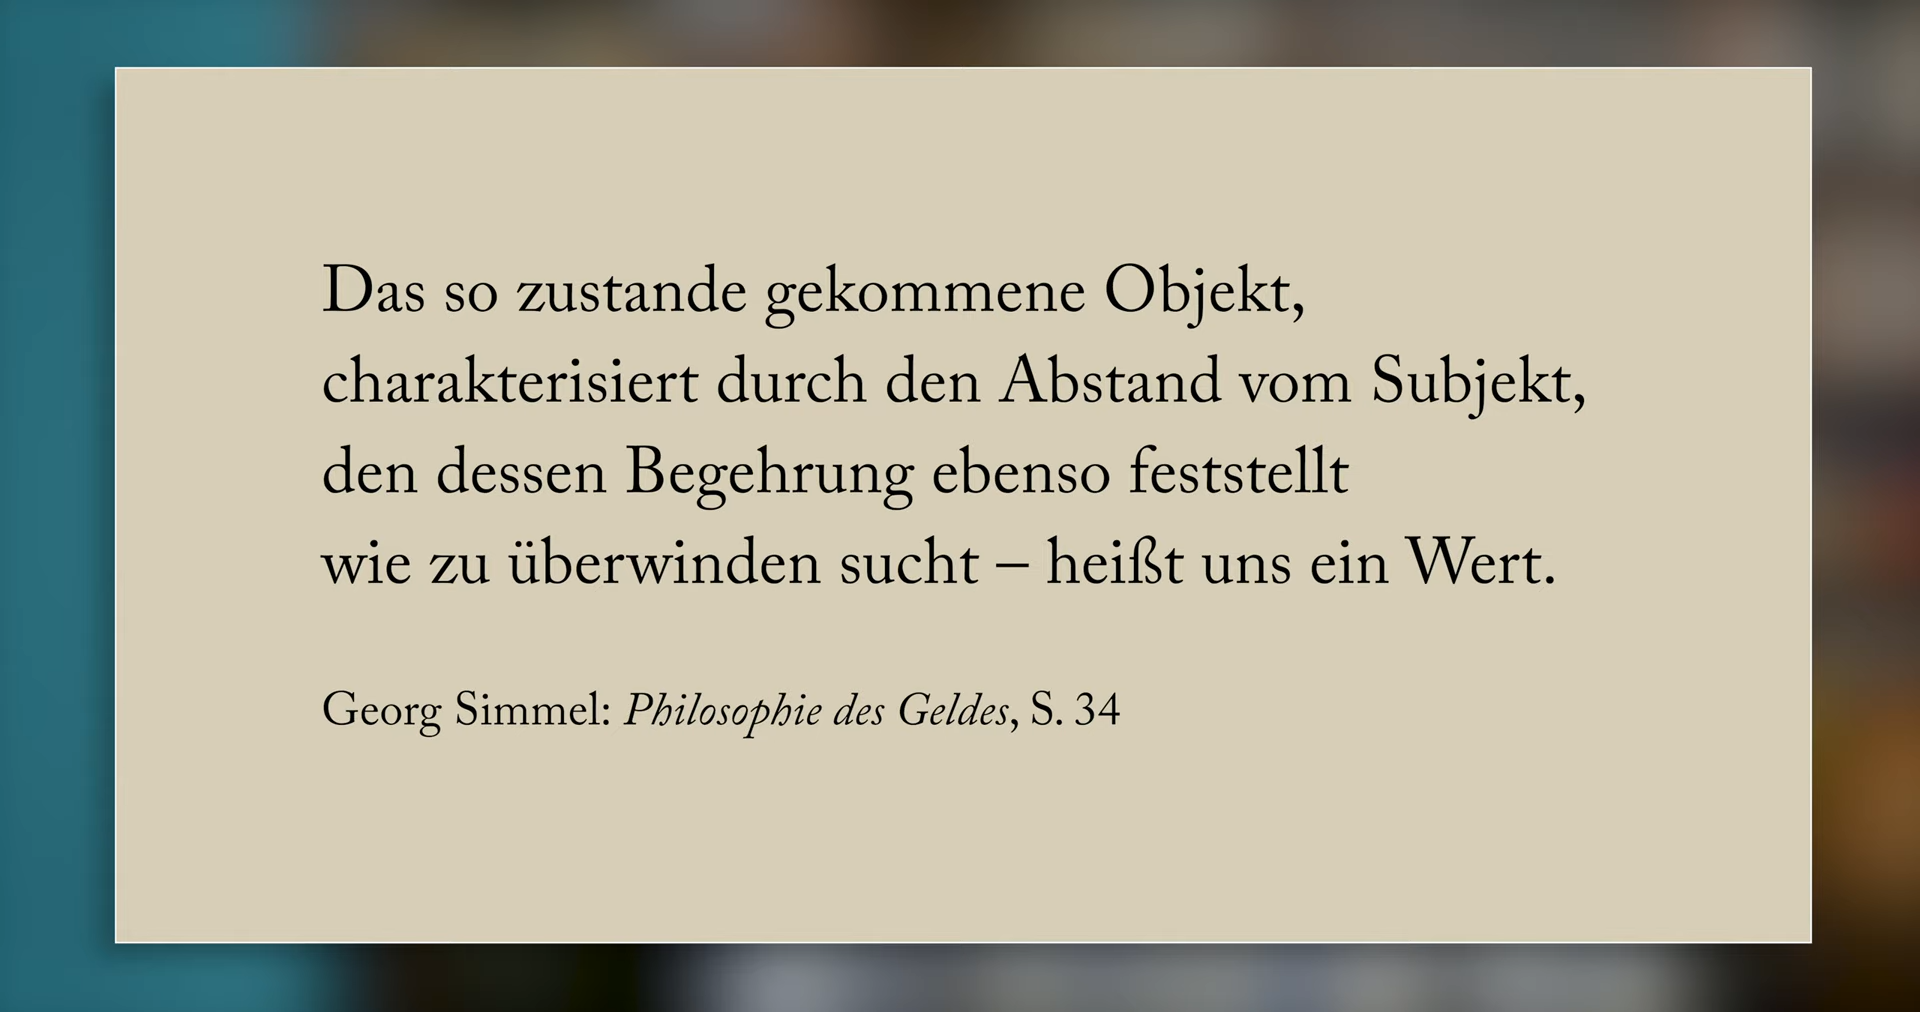 Das so zustande gekommene Objekt,
charakterisiert durch den Abstand vom Subjekt,
den dessen Begehrung ebenso feststellt
wie zu überwinden sucht – heißt uns ein Wert.
Georg Simmel: Philosophie des Geldes, S. 34